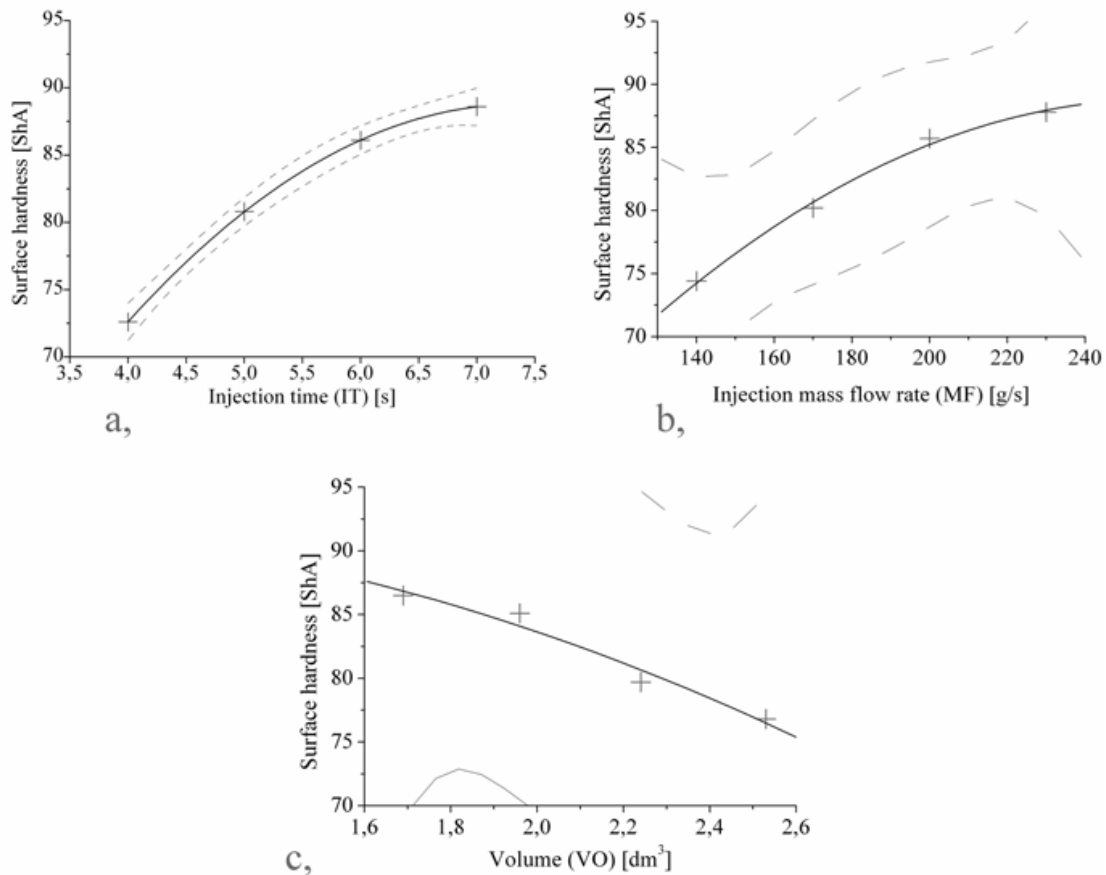 95
90
85
80
75
70
Surface hardness [ShA]
3,5 4,0 4,5 5,0 5,5 6,0 6,5 7,0 7,5
Injection time (IT) [s]
a,
95
90
85
80
75
70
Surface hardness [ShA]
140 160 180 200 220 240
Injection mass flow rate (MF) [g/s]
b,
95
90
85
80
75
70
Surface hardness [ShA]
1,6 1,8 2,0 2,2 2,4 2,6
Volume (VO) [dm³]
c,